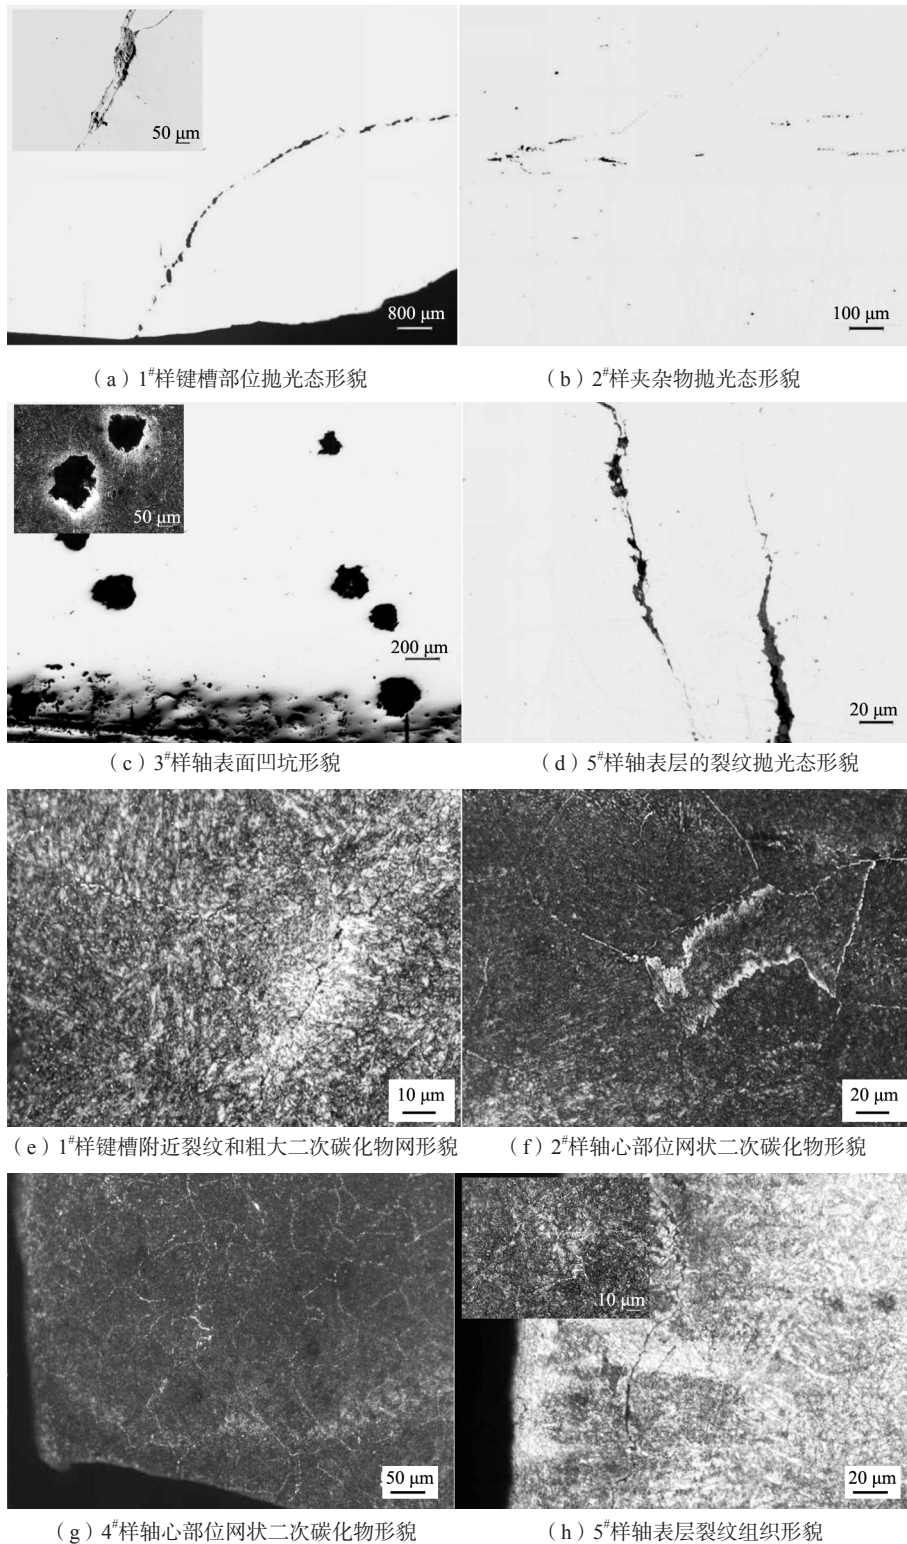 50 μm
800 μm
100 μm
（a）1#样键槽部位抛光态形貌
（b）2#样夹杂物抛光态形貌
50 μm
200 μm
20 μm
（c）3#样轴表面凹坑形貌
（d）5#样轴表层的裂纹抛光态形貌
10 μm
20 μm
（e）1#样键槽附近裂纹和粗大二次碳化物网形貌
（f）2#样轴心部位网状二次碳化物形貌
10 μm
50 μm
20 μm
（g）4#样轴心部位网状二次碳化物形貌
（h）5#样轴表层裂纹组织形貌